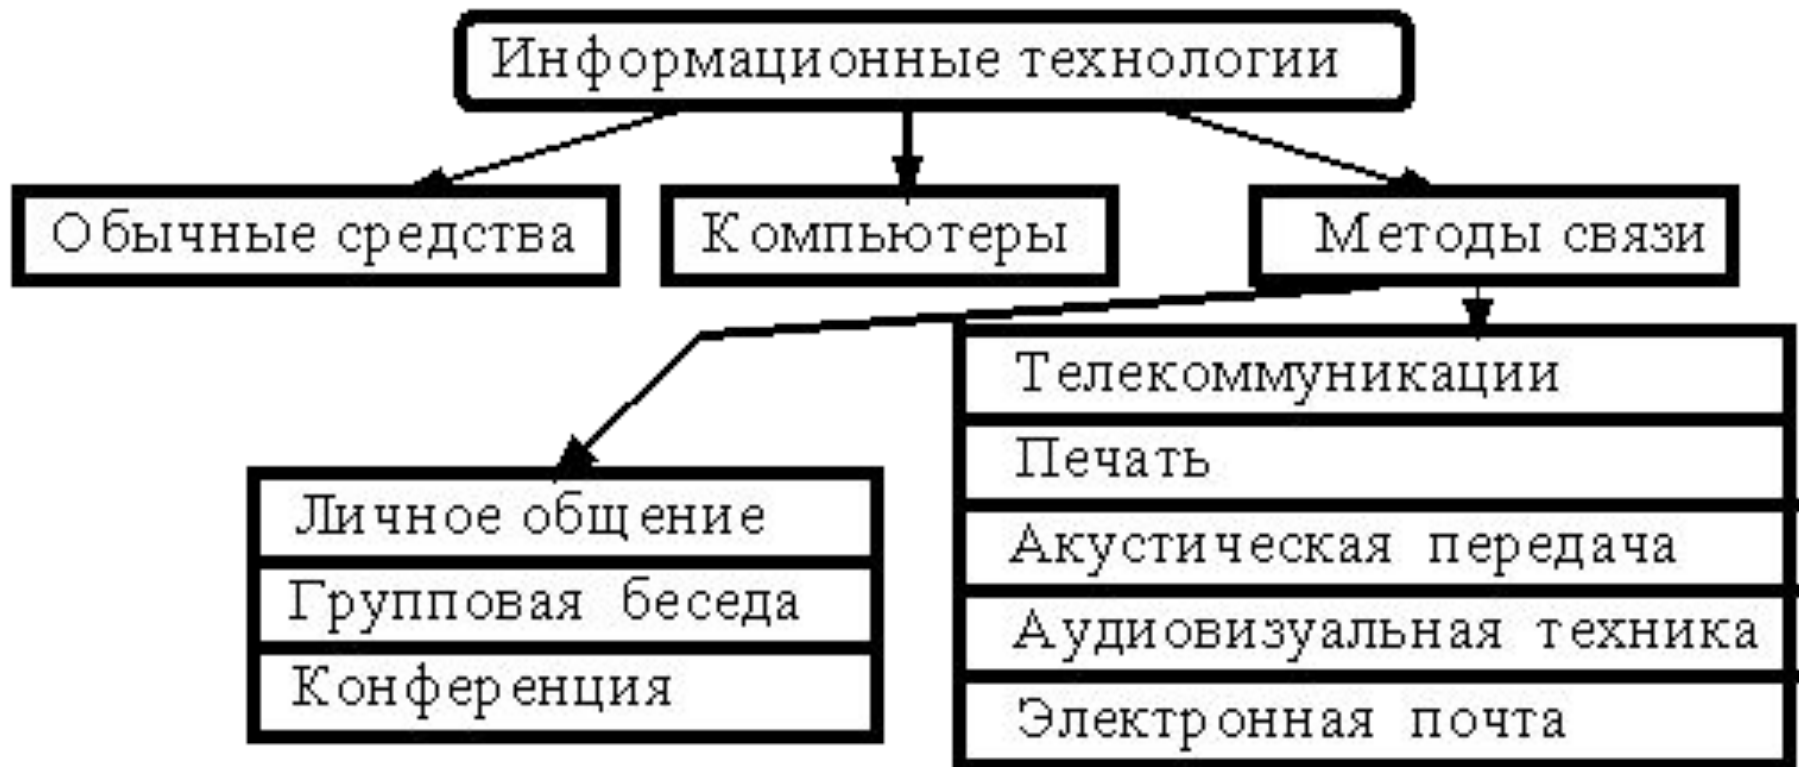 Информационные технологии
Обычные средства
Компьютеры
Методы связи
Телекоммуникации
Печать
Акустическая передача
Аудиовизуальная техника
Электронная почта
Личное общение
Групповая беседа
Конференция